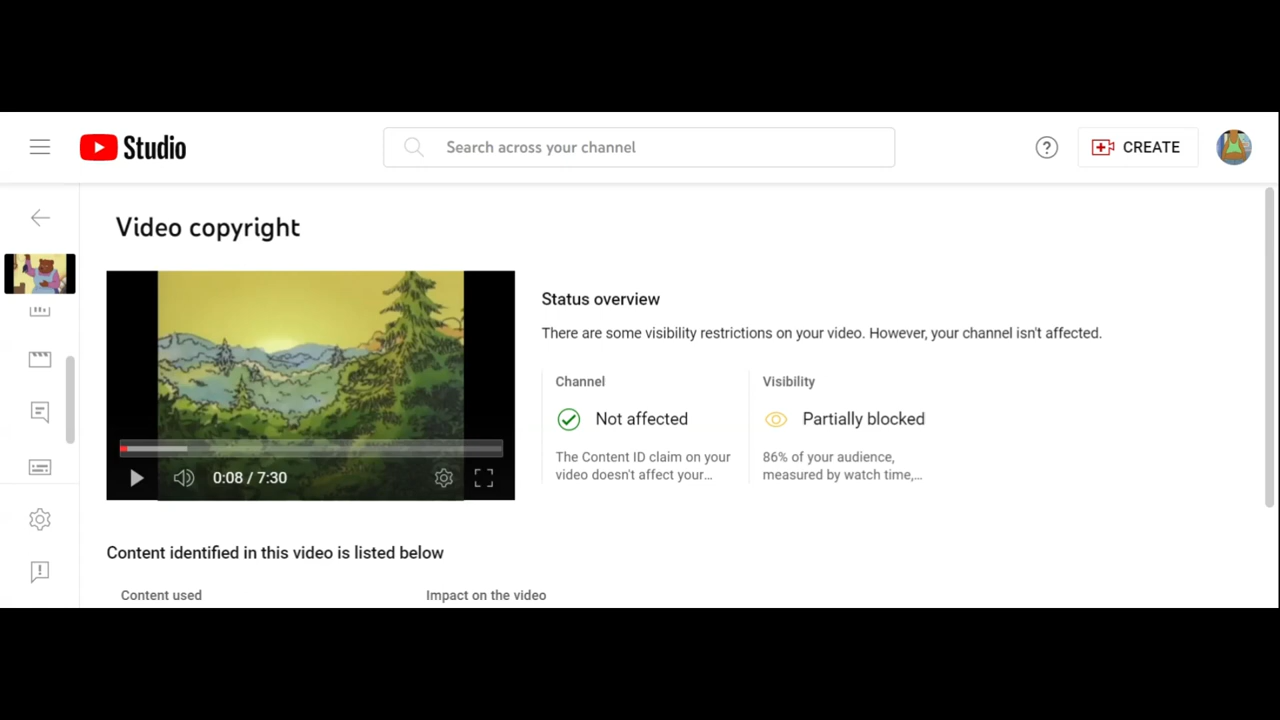 Studio
Search across your channel
?
CREATE
Video copyright
0:08 / 7:30
Status overview
There are some visibility restrictions on your video. However, your channel isn't affected.
Channel
Not affected
The Content ID claim on your
video doesn't affect your...
Visibility
Partially blocked
86% of your audience,
measured by watch time,...
Content identified in this video is listed below
Content used
Impact on the video